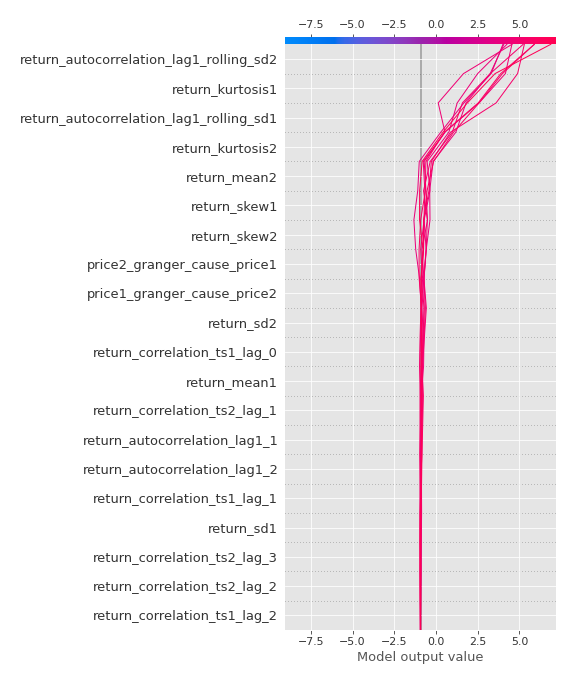 −7.5 −5.0 −2.5 0.0 2.5 5.0
return_autocorrelation_lag1_rolling_sd2
return_kurtosis1
return_autocorrelation_lag1_rolling_sd1
return_kurtosis2
return_mean2
return_skew1
return_skew2
price2_granger_cause_price1
price1_granger_cause_price2
return_sd2
return_correlation_ts1_lag_0
return_mean1
return_correlation_ts2_lag_1
return_autocorrelation_lag1_1
return_autocorrelation_lag1_2
return_correlation_ts1_lag_1
return_sd1
return_correlation_ts2_lag_3
return_correlation_ts2_lag_2
return_correlation_ts1_lag_2
−7.5 −5.0 −2.5 0.0 2.5 5.0
Model output value